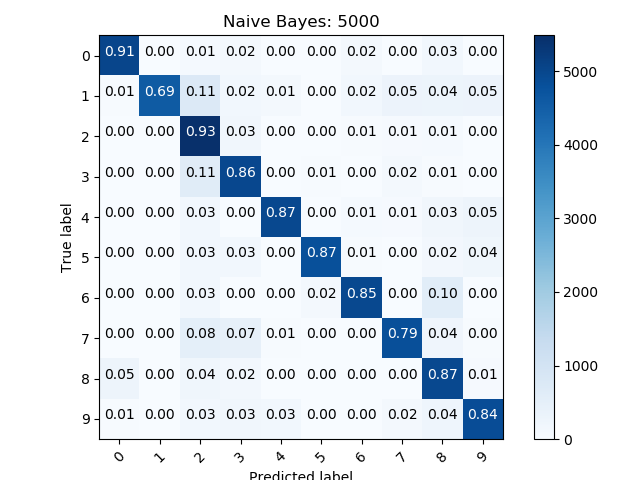 Naive Bayes: 5000
0 0.91 0.00 0.01 0.02 0.00 0.00 0.02 0.00 0.03 0.00
1 0.01 0.69 0.11 0.02 0.01 0.00 0.02 0.05 0.04 0.05
2 0.00 0.00 0.93 0.03 0.00 0.00 0.01 0.01 0.01 0.00
3 0.00 0.00 0.11 0.86 0.00 0.01 0.00 0.02 0.01 0.00
4 0.00 0.00 0.03 0.00 0.87 0.00 0.01 0.01 0.03 0.05
5 0.00 0.00 0.03 0.03 0.00 0.87 0.01 0.00 0.02 0.04
6 0.00 0.00 0.03 0.00 0.00 0.02 0.85 0.00 0.10 0.00
7 0.00 0.00 0.08 0.07 0.01 0.00 0.00 0.79 0.04 0.00
8 0.05 0.00 0.04 0.02 0.00 0.00 0.00 0.00 0.87 0.01
9 0.01 0.00 0.03 0.03 0.03 0.00 0.00 0.02 0.04 0.84
0 1 2 3 4 5 6 7 8 9
True label
Predicted label
5000
4000
3000
2000
1000
0